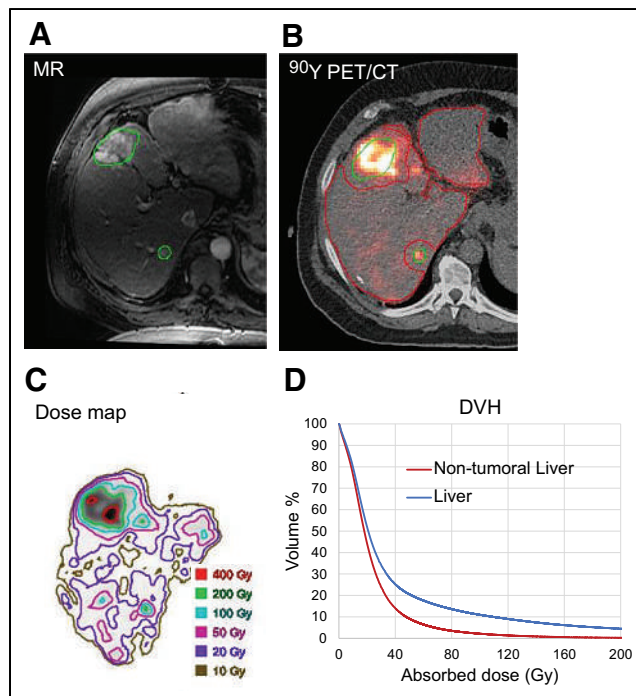 A
MR
B
90Y PET/CT
C
Dose map
400 Gy
200 Gy
100 Gy
50 Gy
20 Gy
10 Gy
D
DVH
100
90
80
70
60
50
40
30
20
10
0
Volume %
Non-tumoral Liver
Liver
0 40 80 120 160 200
Absorbed dose (Gy)